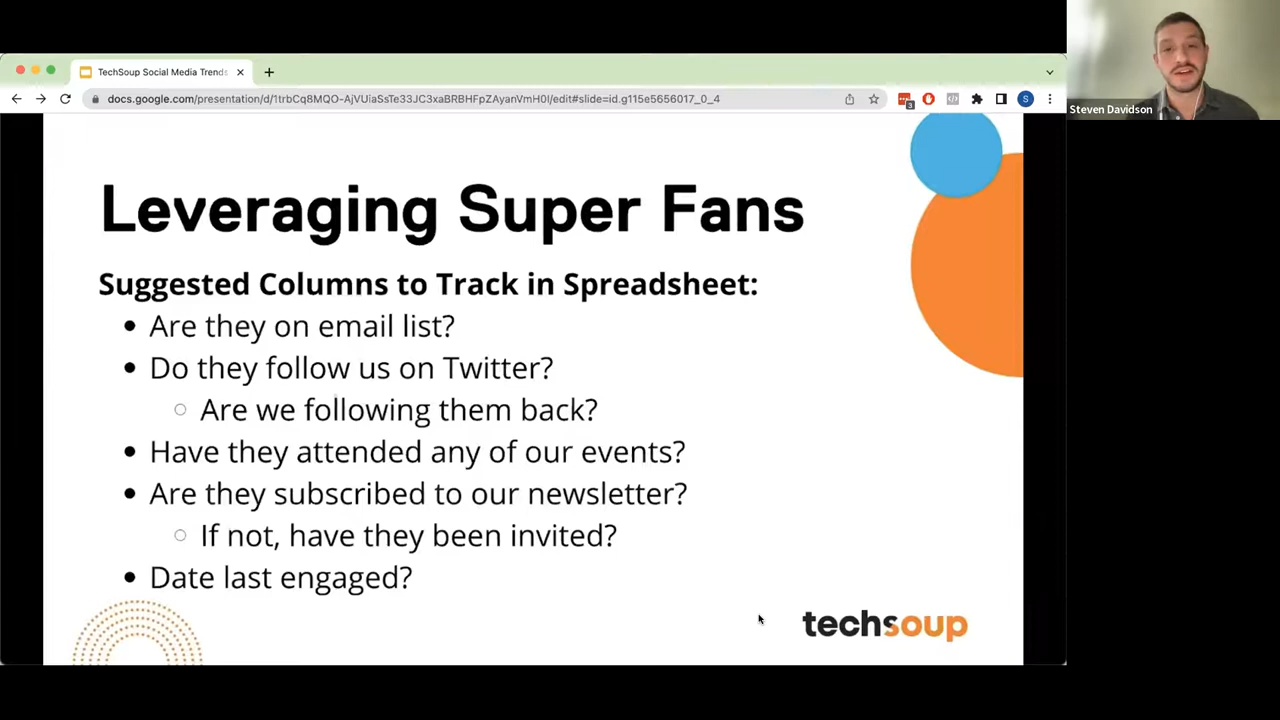 TechSoup Social Media Trends
docs.google.com/presentation/d/1trbCq8MQO-AjVUiaSsTe33JC3xaBRBHFpZAyanVmH0I/edit#slide=id.g115e5656017_0_4
3
S
Steven Davidson
Leveraging Super Fans
Suggested Columns to Track in Spreadsheet:
• Are they on email list?
• Do they follow us on Twitter?
○ Are we following them back?
• Have they attended any of our events?
• Are they subscribed to our newsletter?
○ If not, have they been invited?
• Date last engaged?
techsoup